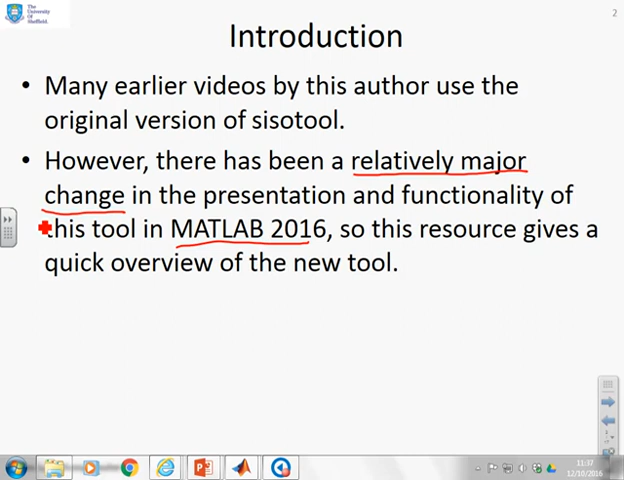 The
University
Of
Sheffield.
2
Introduction
• Many earlier videos by this author use the
original version of sisotool.
• However, there has been a relatively major
change in the presentation and functionality of
this tool in MATLAB 2016, so this resource gives a
quick overview of the new tool.
11:37
12/10/2016